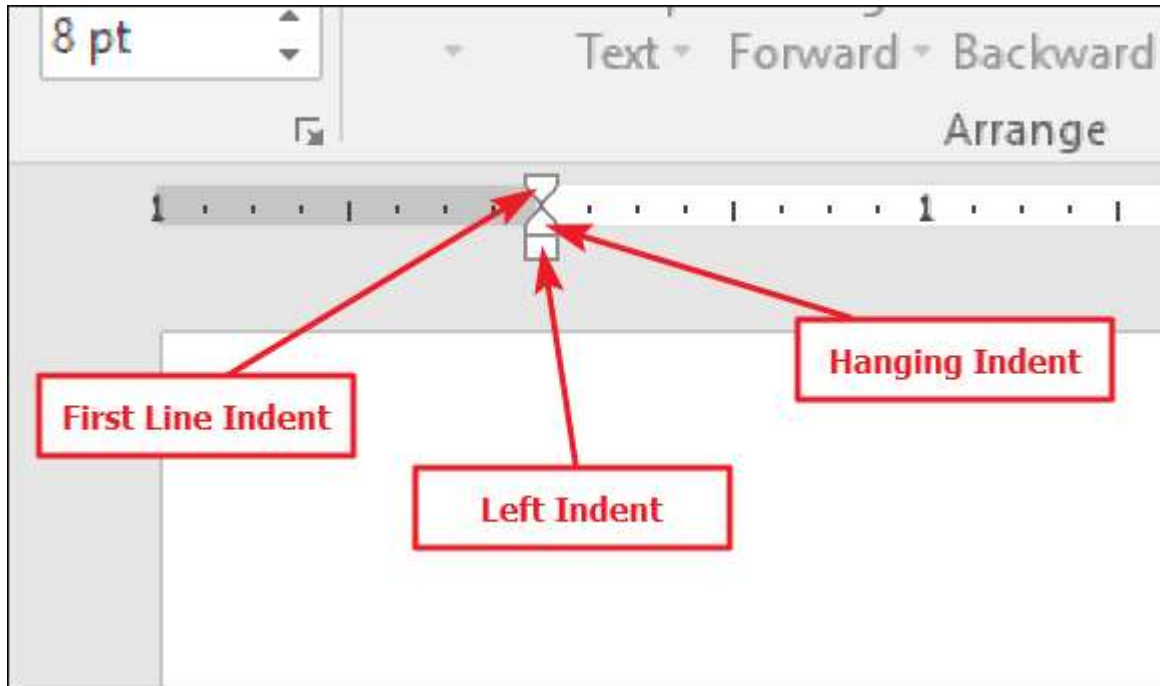 8 pt
Text Forward Backward
Arrange
1 1
First Line Indent
Hanging Indent
Left Indent